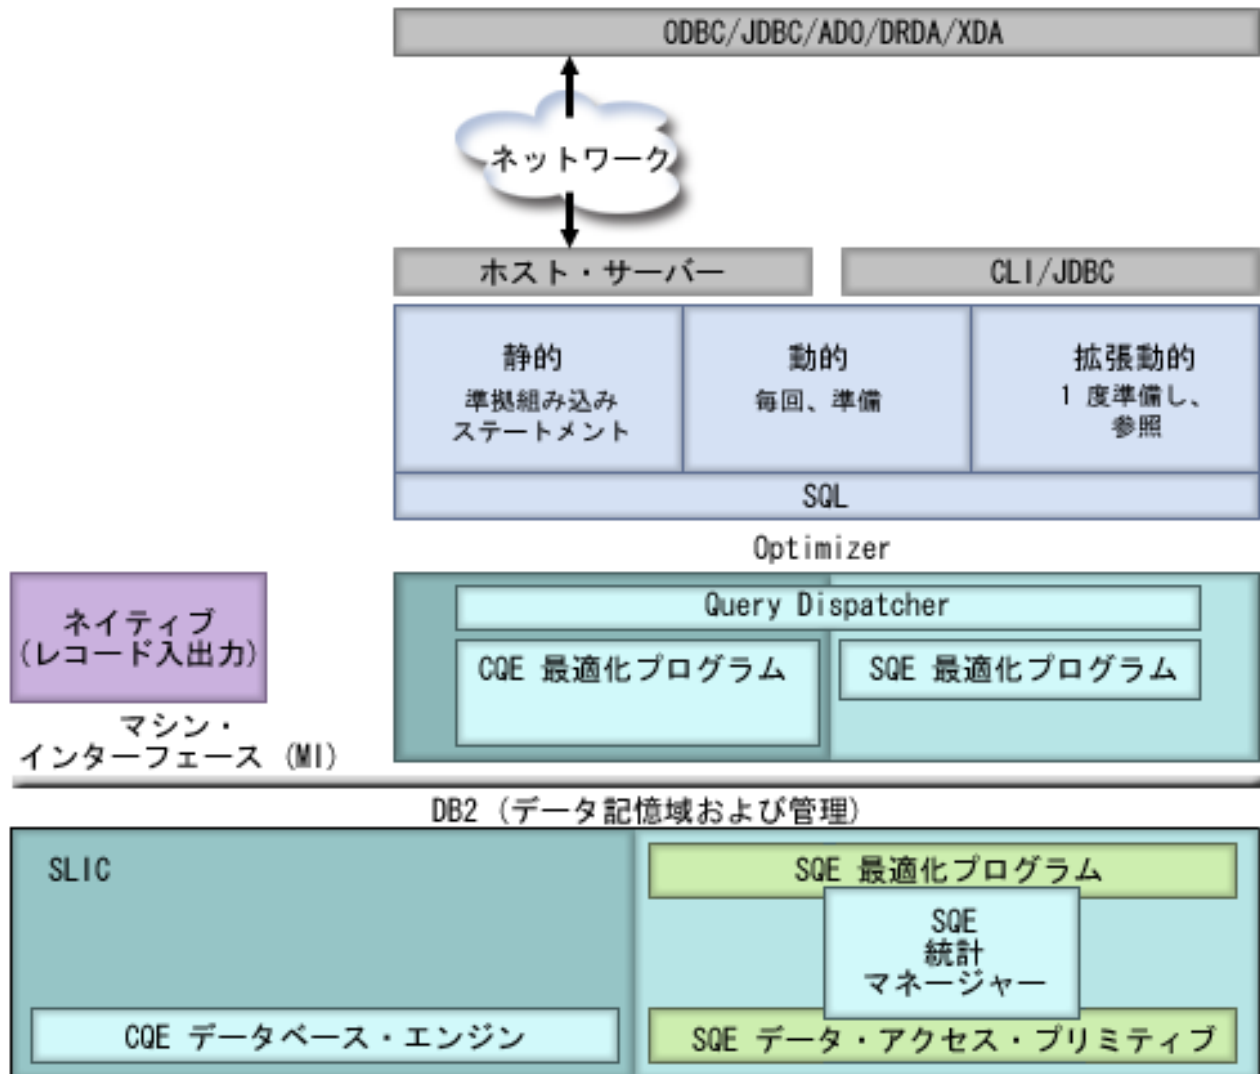 ODBC/JDBC/ADO/DRDA/XDA
ネットワーク
ホスト・サーバー
CLI/JDBC
静的
準拠組み込み
ステートメント
動的
毎回、準備
拡張動的
1 度準備し、
参照
SQL
Optimizer
ネイティブ
(レコード入出力)
Query Dispatcher
CQE 最適化プログラム
SQE 最適化プログラム
マシン・
インターフェース (MI)
DB2 (データ記憶域および管理)
SLIC
SQE 最適化プログラム
SQE
統計
マネージャー
CQE データベース・エンジン
SQE データ・アクセス・プリミティブ